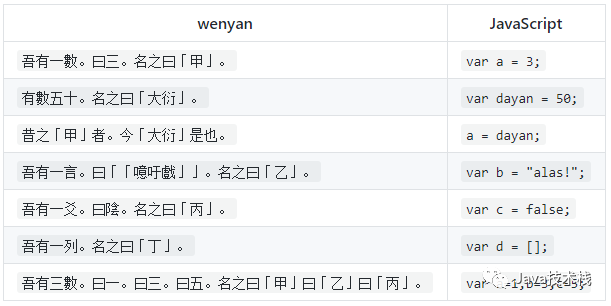 wenyan JavaScript
吾有一數。曰三。名之曰「甲」。 var a = 3;
有數五十。名之曰「大衍」。 var dayan = 50;
昔之「甲」者。今「大衍」是也。 a = dayan;
吾有一言。曰「「噫吁戲」」。名之曰「乙」。 var b = "alas!";
吾有一爻。曰陰。名之曰「丙」。 var c = false;
吾有一列。名之曰「丁」。 var d = [];
吾有三數。曰一。曰三。曰五。名之曰「甲」曰「乙」曰「丙」。 var
Java技术栈